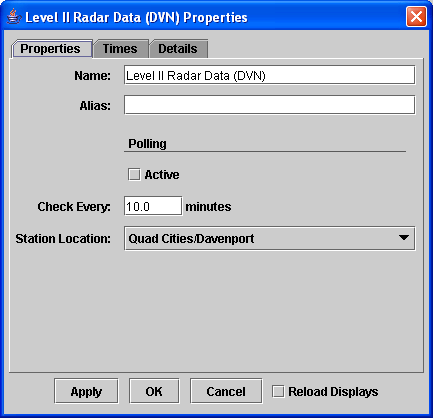 Level II Radar Data (DVN) Properties
Properties Times Details
Name: Level II Radar Data (DVN)
Alias:
Polling
Active
Check Every: 10.0 minutes
Station Location: Quad Cities/Davenport
Apply OK Cancel Reload Displays